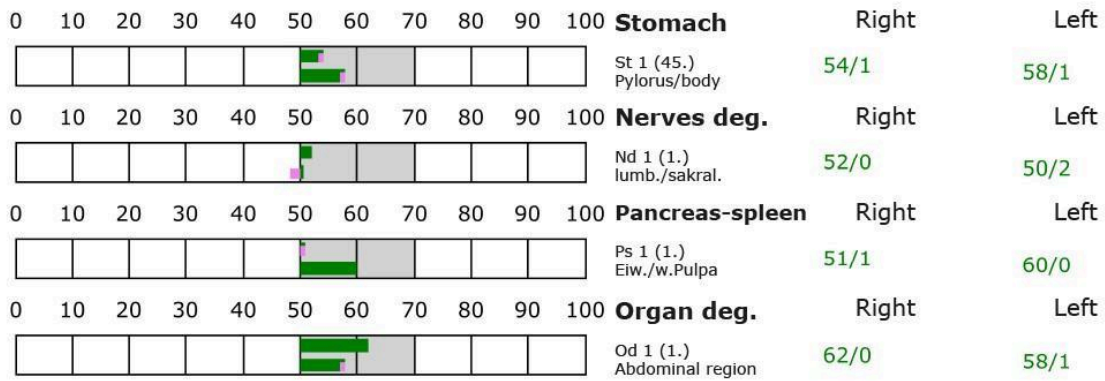 0 10 20 30 40 50 60 70 80 90 100 Stomach Right Left
St 1 (45.)
Pylorus/body
54/1 58/1
0 10 20 30 40 50 60 70 80 90 100 Nerves deg. Right Left
Nd 1 (1.)
lumb./sakral.
52/0 50/2
0 10 20 30 40 50 60 70 80 90 100 Pancreas-spleen Right Left
Ps 1 (1.)
Eiw./w.Pulpa
51/1 60/0
0 10 20 30 40 50 60 70 80 90 100 Organ deg. Right Left
Od 1 (1.)
Abdominal region
62/0 58/1